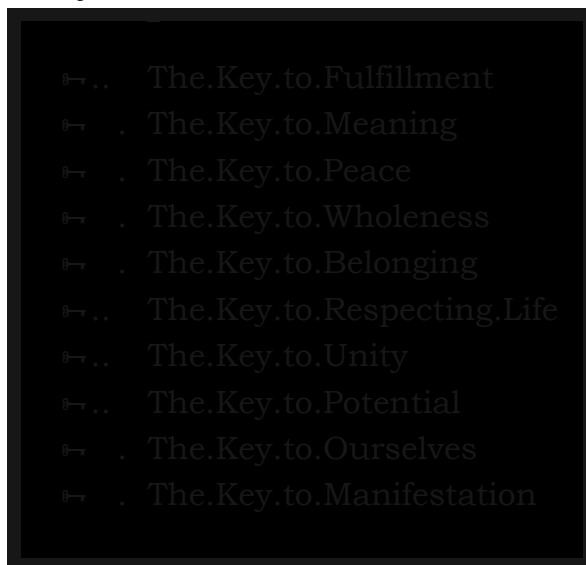 🗝.. The.Key.to.Fulfillment
🗝 . The.Key.to.Meaning
🗝 . The.Key.to.Peace
🗝 . The.Key.to.Wholeness
🗝 . The.Key.to.Belonging
🗝.. The.Key.to.Respecting.Life
🗝.. The.Key.to.Unity
🗝.. The.Key.to.Potential
🗝 . The.Key.to.Ourselves
🗝 . The.Key.to.Manifestation